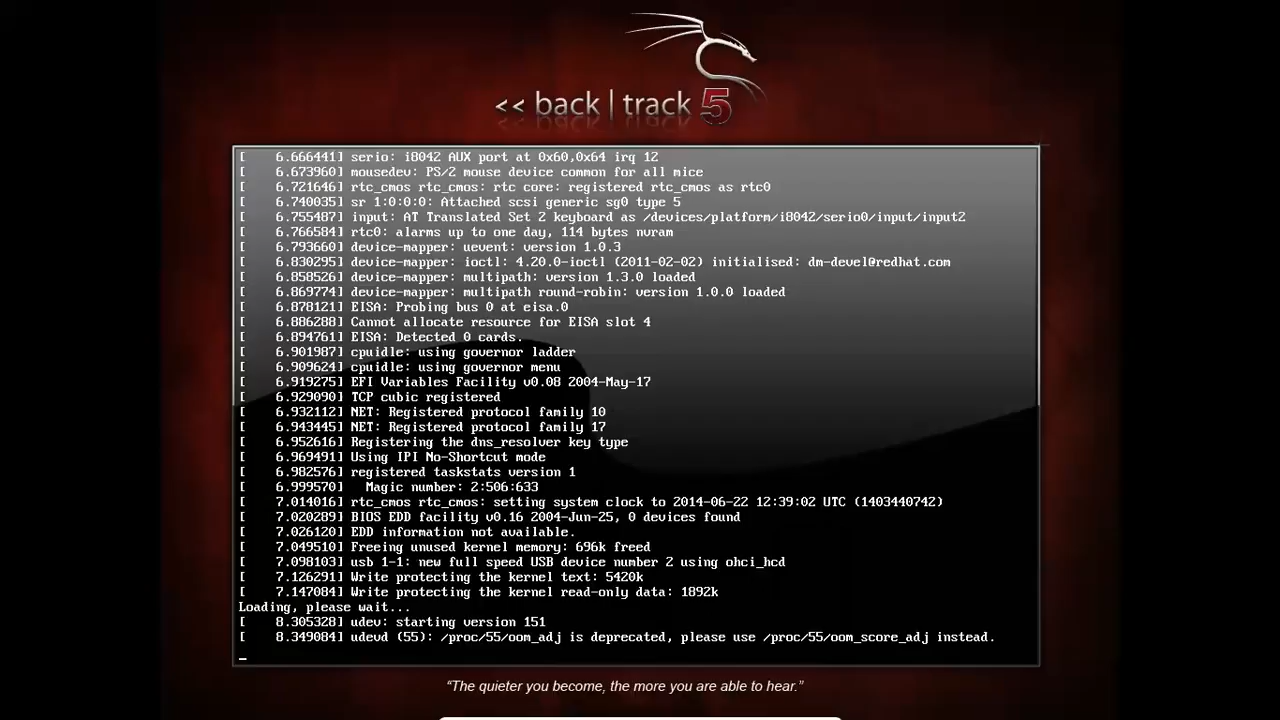 << back | track 5
[    6.666441] serio: i8042 AUX port at 0x60,0x64 irq 12
[    6.673960] mousedev: PS/2 mouse device common for all mice
[    6.721646] rtc_cmos rtc_cmos: rtc core: registered rtc_cmos as rtc0
[    6.740035] sr 1:0:0:0: Attached scsi generic sg0 type 5
[    6.755487] input: AT Translated Set 2 keyboard as /devices/platform/i8042/serio0/input/input2
[    6.766584] rtc0: alarms up to one day, 114 bytes nvram
[    6.793660] device-mapper: uevent: version 1.0.3
[    6.830295] device-mapper: ioctl: 4.20.0-ioctl (2011-02-02) initialised: dm-devel@redhat.com
[    6.858526] device-mapper: multipath: version 1.3.0 loaded
[    6.869774] device-mapper: multipath round-robin: version 1.0.0 loaded
[    6.878121] EISA: Probing bus 0 at eisa.0
[    6.886288] Cannot allocate resource for EISA slot 4
[    6.894761] EISA: Detected 0 cards.
[    6.901987] cpuidle: using governor ladder
[    6.909624] cpuidle: using governor menu
[    6.919275] EFI Variables Facility v0.08 2004-May-17
[    6.929090] TCP cubic registered
[    6.932112] NET: Registered protocol family 10
[    6.943445] NET: Registered protocol family 17
[    6.952616] Registering the dns_resolver key type
[    6.969491] Using IPI No-Shortcut mode
[    6.982576] registered taskstats version 1
[    6.999570]   Magic number: 2:506:633
[    7.014016] rtc_cmos rtc_cmos: setting system clock to 2014-06-22 12:39:02 UTC (1403440742)
[    7.020289] BIOS EDD facility v0.16 2004-Jun-25, 0 devices found
[    7.026120] EDD information not available.
[    7.049510] Freeing unused kernel memory: 696k freed
[    7.098103] usb 1-1: new full speed USB device number 2 using ohci_hcd
[    7.126291] Write protecting the kernel text: 5420k
[    7.147084] Write protecting the kernel read-only data: 1892k
Loading, please wait...
[    8.305328] udev: starting version 151
[    8.349084] udevd (55): /proc/55/oom_adj is deprecated, please use /proc/55/oom_score_adj instead.
_
“The quieter you become, the more you are able to hear.”